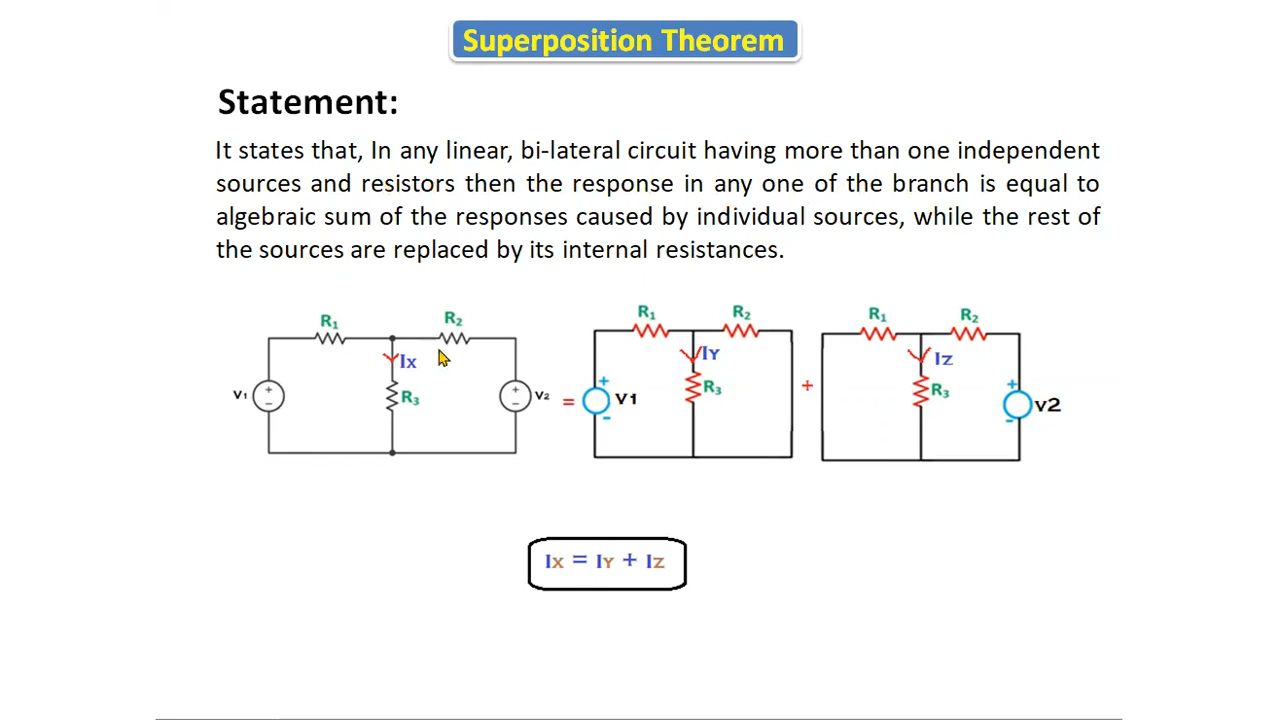 Superposition Theorem
Statement:
It states that, In any linear, bi-lateral circuit having more than one independent
sources and resistors then the response in any one of the branch is equal to
algebraic sum of the responses caused by individual sources, while the rest of
the sources are replaced by its internal resistances.
R1 R2 R1 R2 R1 R2
Ix IY IZ
V1 R3 V2 = V1 R3 + R3 V2
Ix = IY + Iz